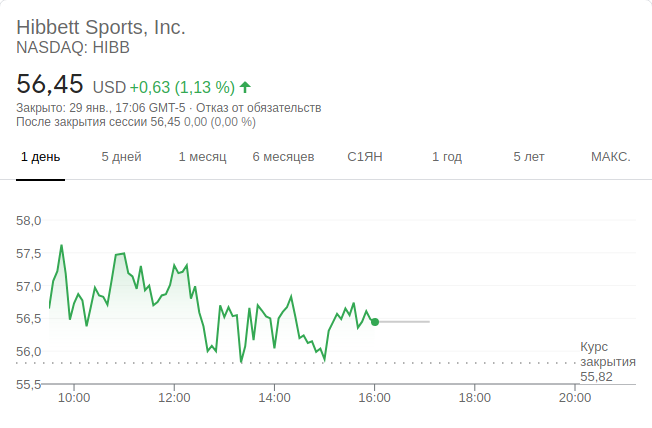 Hibbett Sports, Inc.
NASDAQ: HIBB
56,45 USD +0,63 (1,13 %)
Закрыто: 29 янв., 17:06 GMT-5 · Отказ от обязательств
После закрытия сессии 56,45 0,00 (0,00 %)
1 день 5 дней 1 месяц 6 месяцев С1ЯН 1 год 5 лет МАКС.
58,0
57,5
57,0
56,5
56,0
Курс
закрытия
55,82
55,5
10:00 12:00 14:00 16:00 18:00 20:00